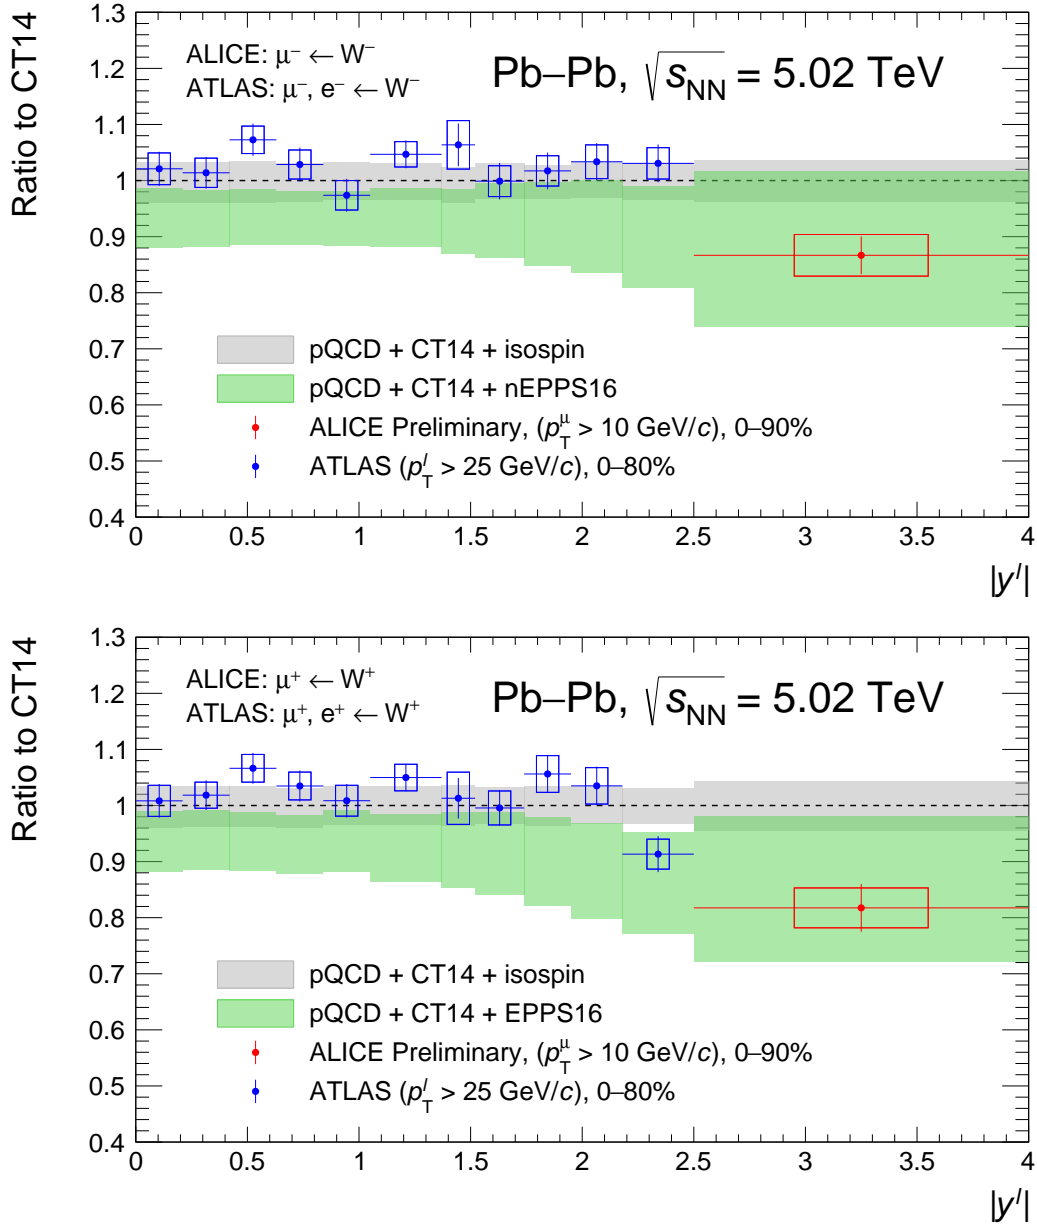 Ratio to CT14
1.3
1.2
1.1
1
0.9
0.8
0.7
0.6
0.5
0.4
ALICE: μ⁻ ← W⁻
ATLAS: μ⁻, e⁻ ← W⁻
Pb–Pb, √s_NN = 5.02 TeV
pQCD + CT14 + isospin
pQCD + CT14 + nEPPS16
ALICE Preliminary, (p_T^μ > 10 GeV/c), 0–90%
ATLAS (p_T^l > 25 GeV/c), 0–80%
0 0.5 1 1.5 2 2.5 3 3.5 4
|y^l|
Ratio to CT14
1.3
1.2
1.1
1
0.9
0.8
0.7
0.6
0.5
0.4
ALICE: μ⁺ ← W⁺
ATLAS: μ⁺, e⁺ ← W⁺
Pb–Pb, √s_NN = 5.02 TeV
pQCD + CT14 + isospin
pQCD + CT14 + EPPS16
ALICE Preliminary, (p_T^μ > 10 GeV/c), 0–90%
ATLAS (p_T^l > 25 GeV/c), 0–80%
0 0.5 1 1.5 2 2.5 3 3.5 4
|y^l|